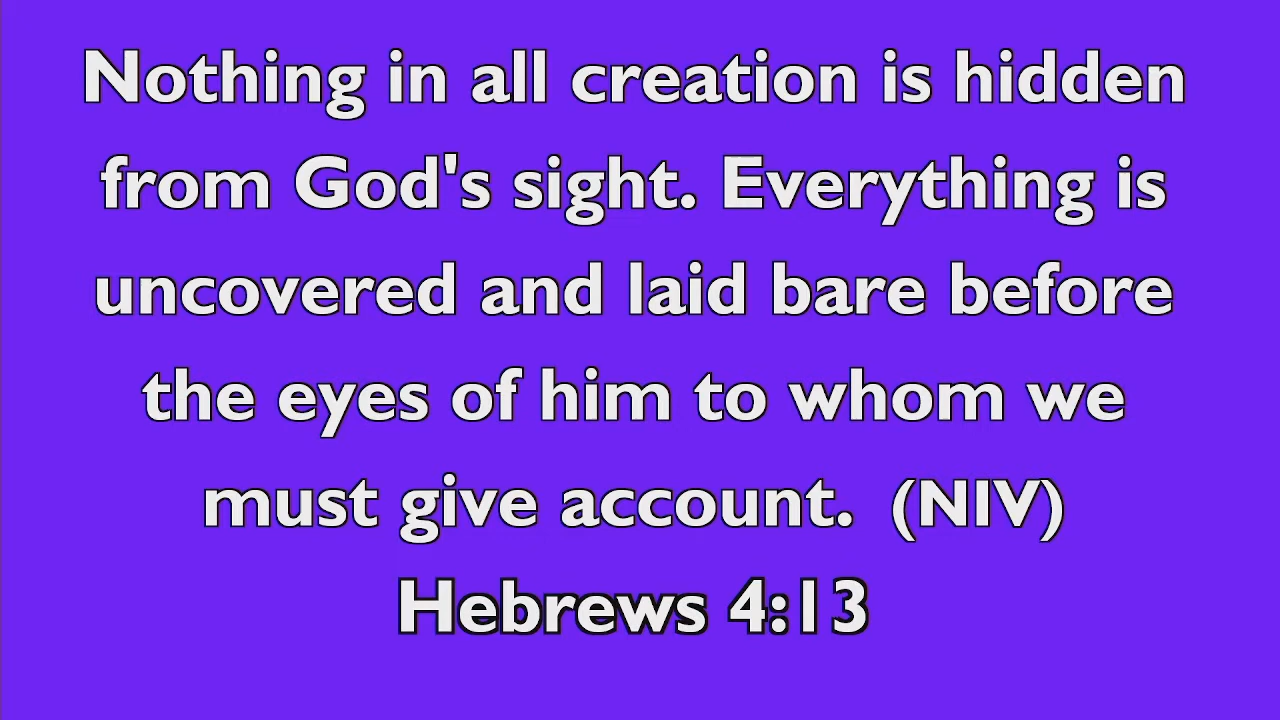 Nothing in all creation is hidden
from God's sight. Everything is
uncovered and laid bare before
the eyes of him to whom we
must give account.  (NIV)
Hebrews 4:13